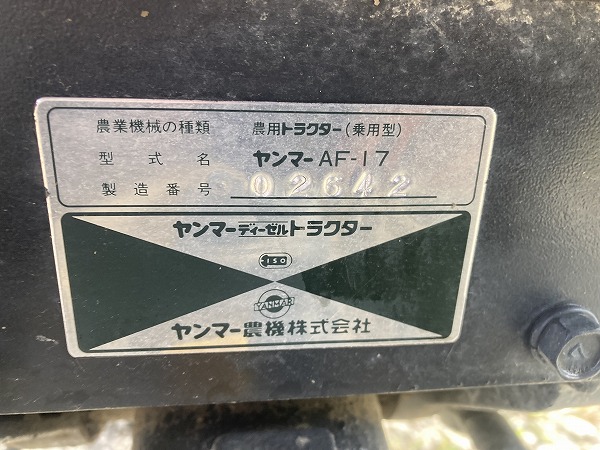 農業機械の種類 農用トラクター(乗用型)
型式名 ヤンマー AF-17
製造番号 02642
ヤンマーディーゼルトラクター
ISO
YANMAR
ヤンマー農機株式会社
7